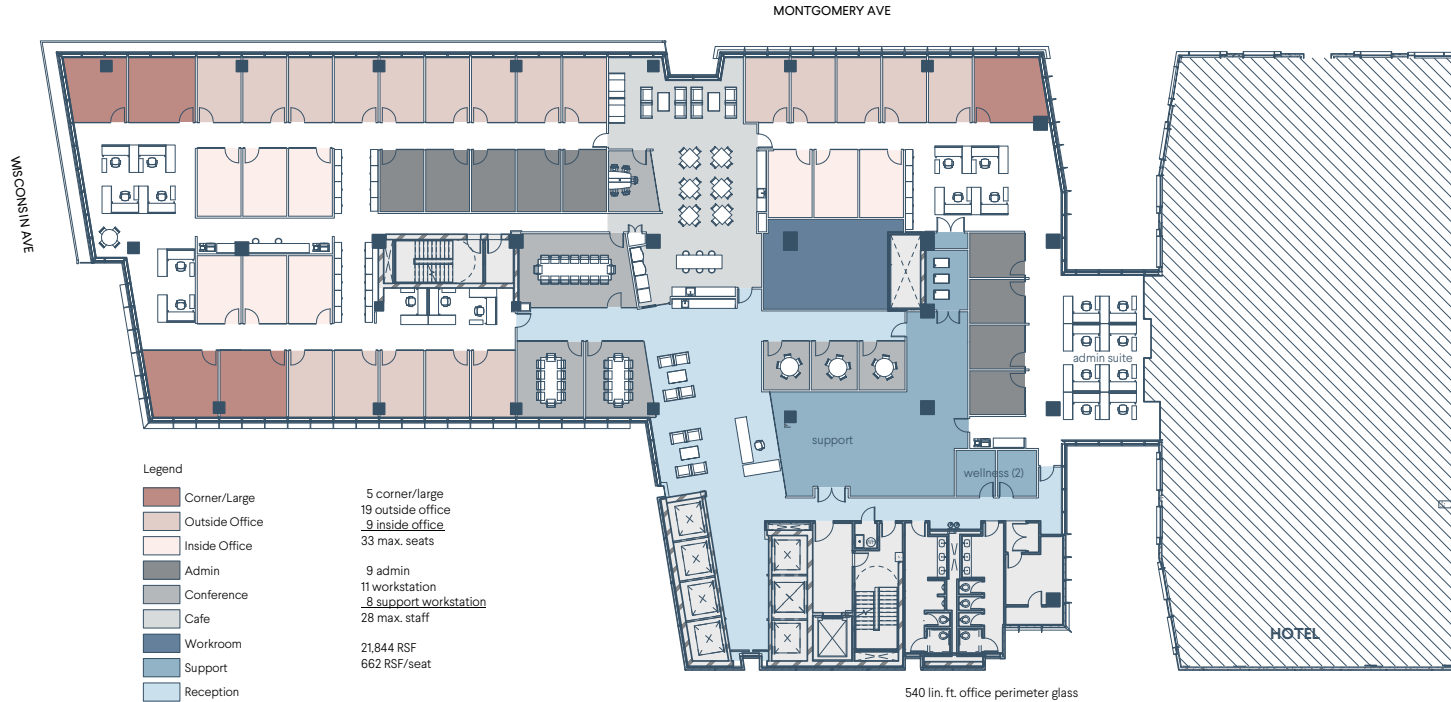 MONTGOMERY AVE
WISCONSIN AVE
admin suite
support
wellness (2)
HOTEL
Legend
Corner/Large
Outside Office
Inside Office
Admin
Conference
Cafe
Workroom
Support
Reception
5 corner/large
19 outside office
9 inside office
33 max. seats
9 admin
11 workstation
8 support workstation
28 max. staff
21,844 RSF
662 RSF/seat
540 lin. ft. office perimeter glass